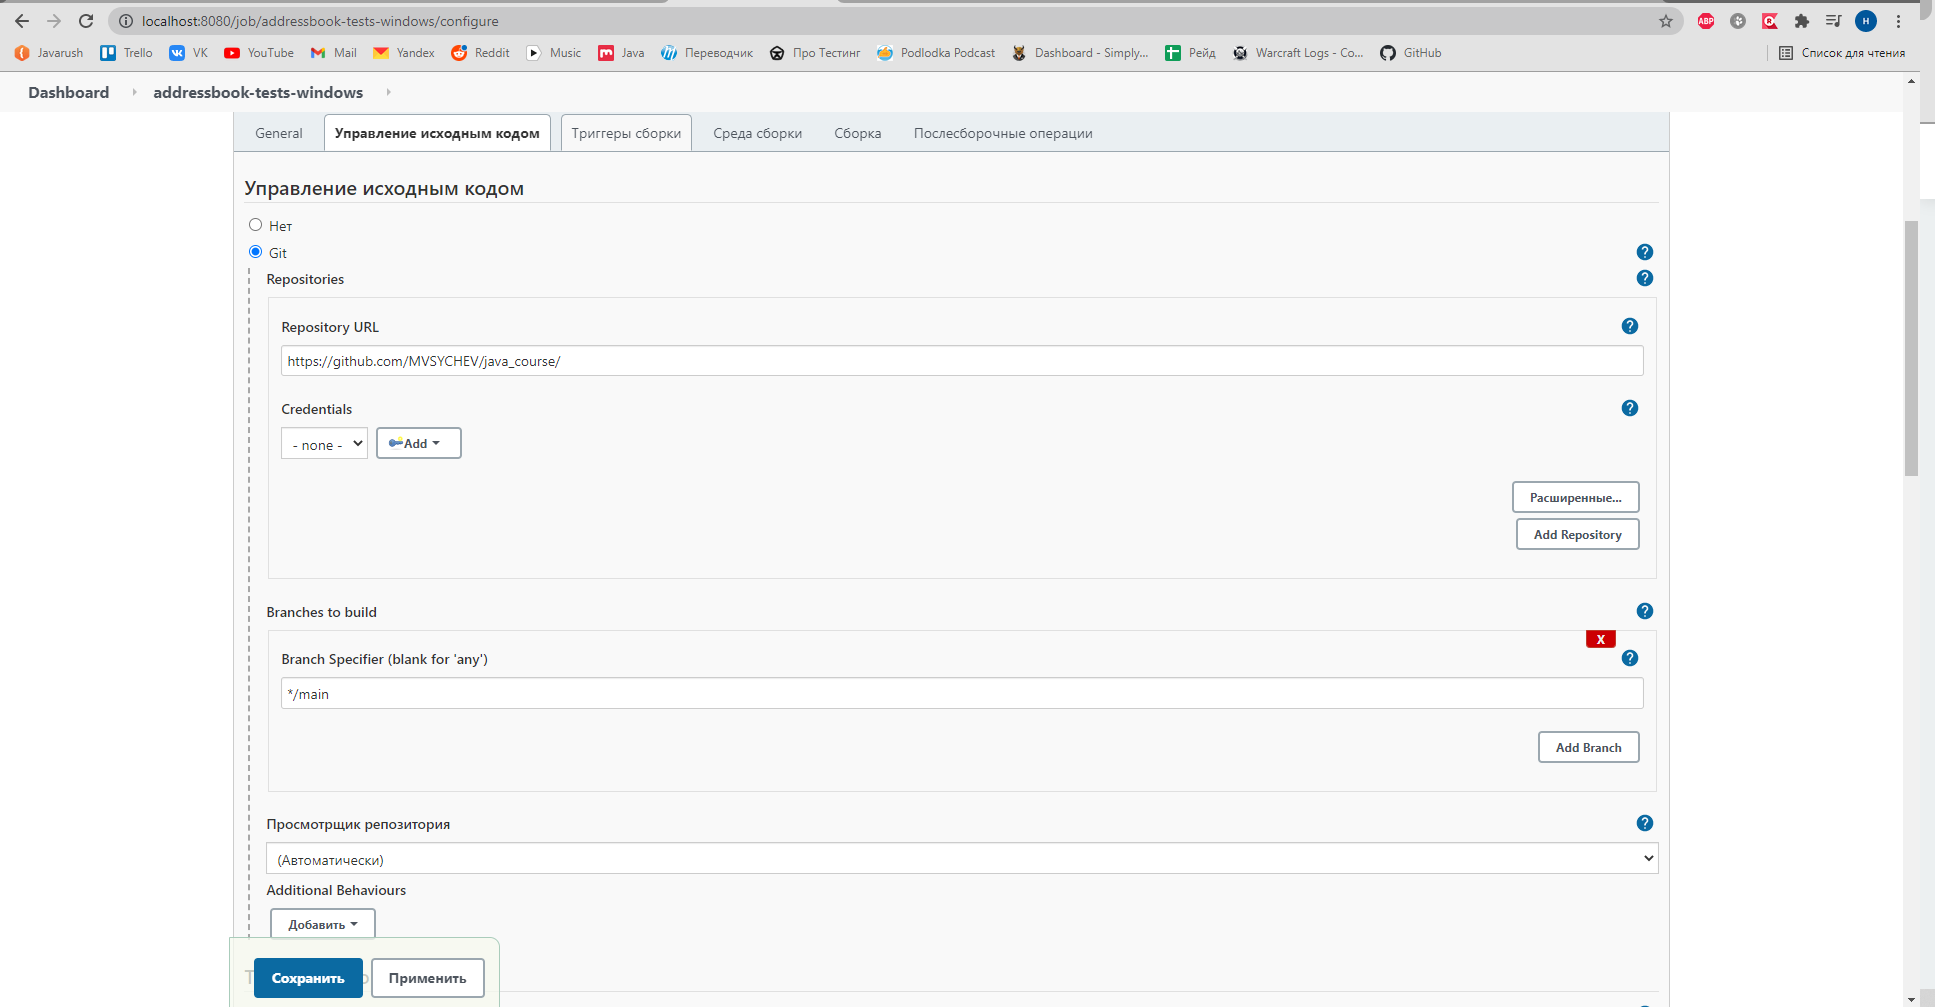 localhost:8080/job/addressbook-tests-windows/configure
ABP
H
Javarush Trello VK YouTube Mail Yandex Reddit Music Java Переводчик Про Тестинг Podlodka Podcast Dashboard - Simply... Рейд Warcraft Logs - Co... GitHub Список для чтения
Dashboard addressbook-tests-windows
General Управление исходным кодом Триггеры сборки Среда сборки Сборка Послесборочные операции
Управление исходным кодом
Нет
Git ?
Repositories ?
Repository URL ?
https://github.com/MVSYCHEV/java_course/
Credentials ?
- none - Add
Расширенные...
Add Repository
Branches to build ?
X
Branch Specifier (blank for 'any') ?
*/main
Add Branch
Просмотрщик репозитория ?
(Автоматически)
Additional Behaviours
Добавить
Сохранить Применить